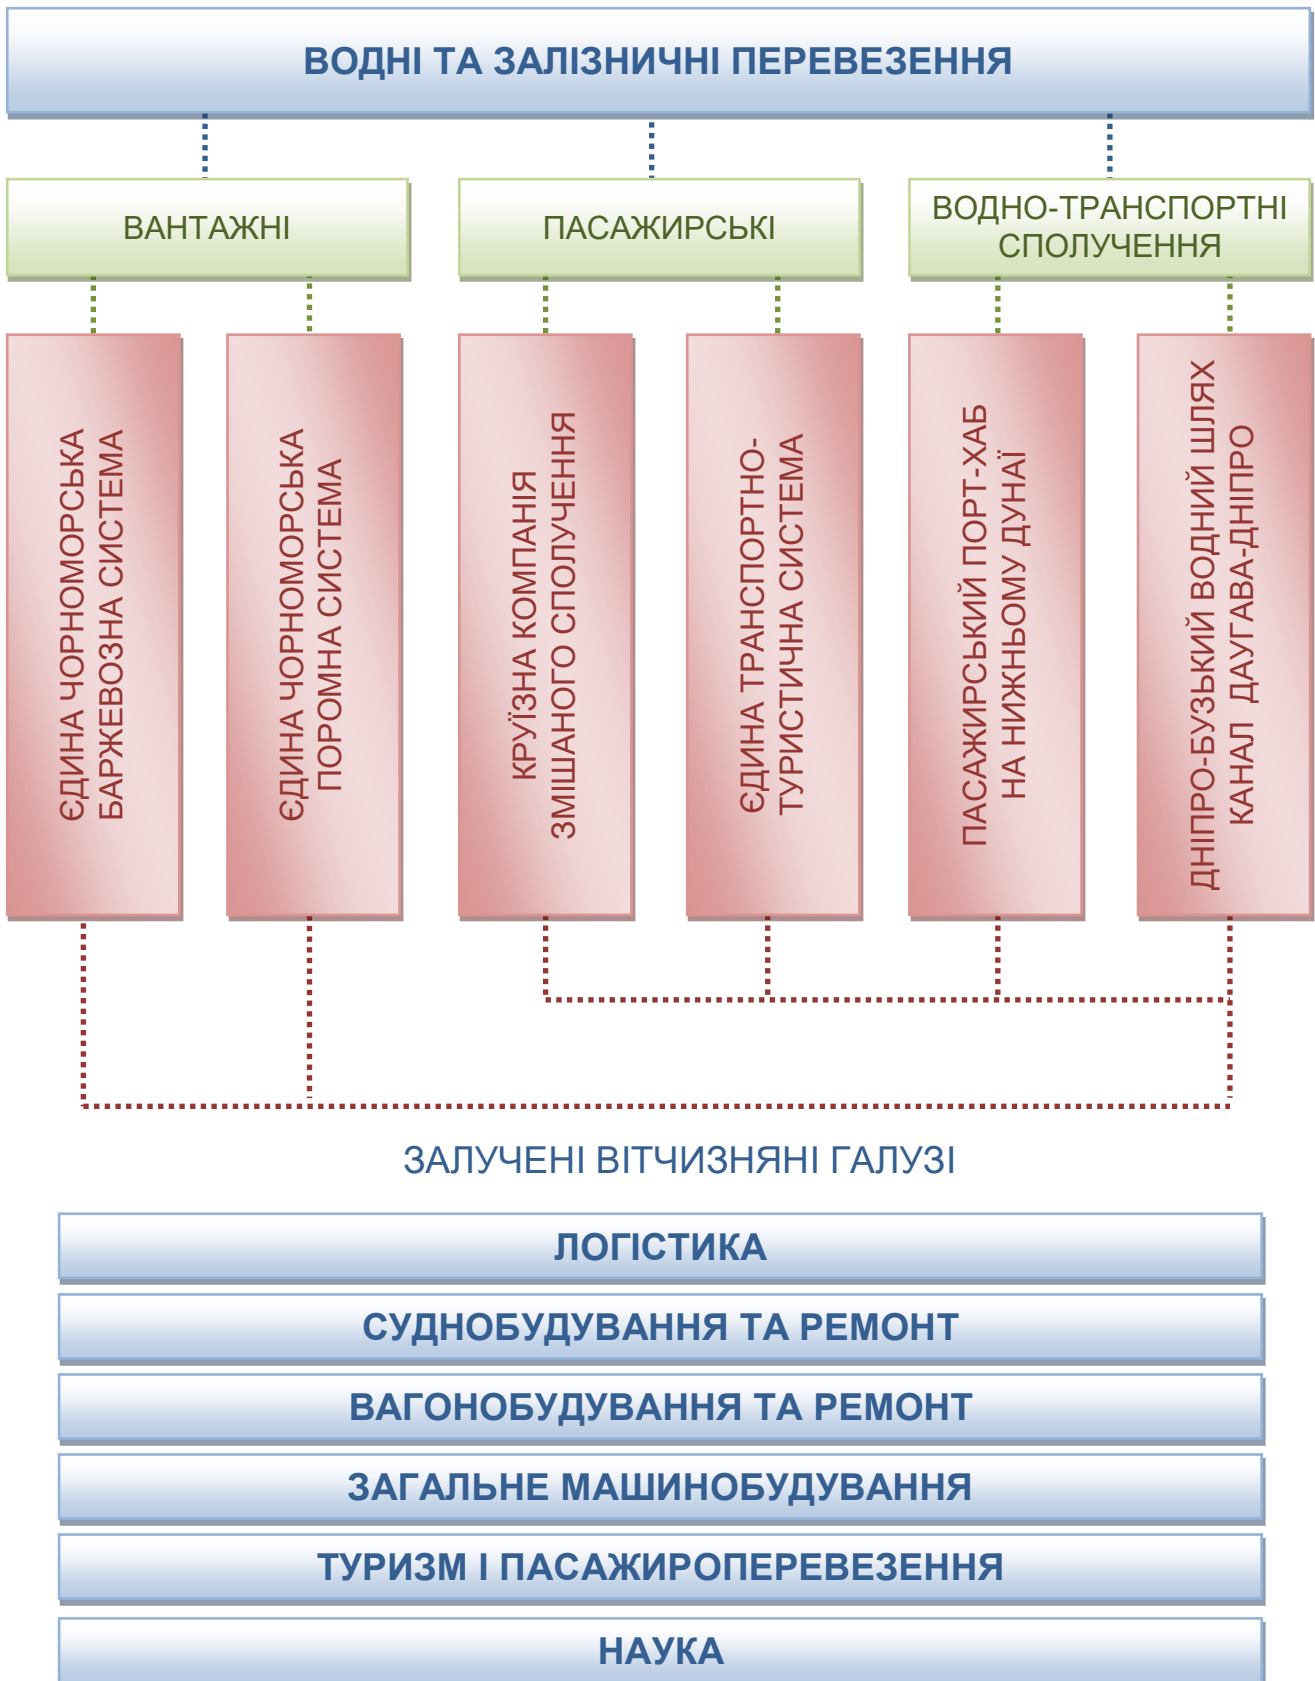 ВОДНІ ТА ЗАЛІЗНИЧНІ ПЕРЕВЕЗЕННЯ
ВАНТАЖНІ
ПАСАЖИРСЬКІ
ВОДНО-ТРАНСПОРТНІ
СПОЛУЧЕННЯ
ЄДИНА ЧОРНОМОРСЬКА
БАРЖЕВОЗНА СИСТЕМА
ЄДИНА ЧОРНОМОРСЬКА
ПОРОМНА СИСТЕМА
КРУЇЗНА КОМПАНІЯ
ЗМІШАНОГО СПОЛУЧЕННЯ
ЄДИНА ТРАНСПОРТНО-
ТУРИСТИЧНА СИСТЕМА
ПАСАЖИРСЬКИЙ ПОРТ-ХАБ
НА НИЖНЬОМУ ДУНАЇ
ДНІПРО-БУЗЬКИЙ ВОДНИЙ ШЛЯХ
КАНАЛ ДАУГАВА-ДНІПРО
ЗАЛУЧЕНІ ВІТЧИЗНЯНІ ГАЛУЗІ
ЛОГІСТИКА
СУДНОБУДУВАННЯ ТА РЕМОНТ
ВАГОНОБУДУВАННЯ ТА РЕМОНТ
ЗАГАЛЬНЕ МАШИНОБУДУВАННЯ
ТУРИЗМ І ПАСАЖИРОПЕРЕВЕЗЕННЯ
НАУКА